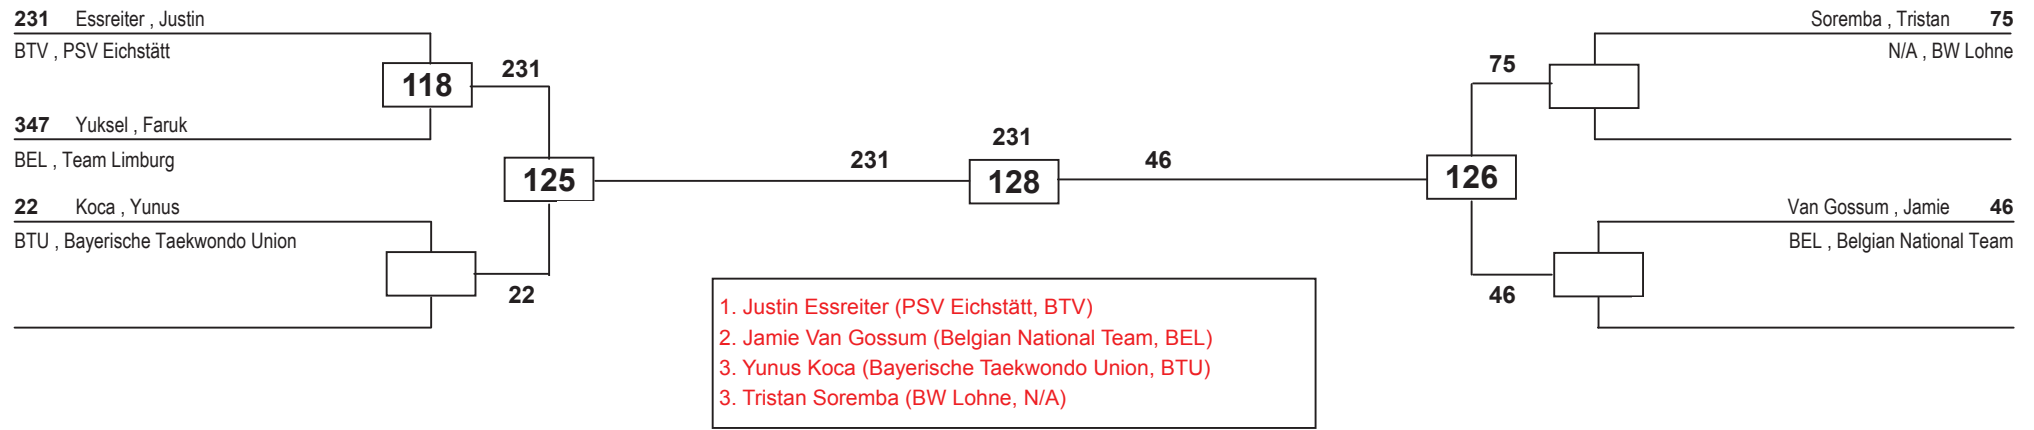 231 Essreiter , Justin
BTV , PSV Eichstätt
118
231
347 Yuksel , Faruk
BEL , Team Limburg
125
22 Koca , Yunus
BTU , Bayerische Taekwondo Union
22
231
231
128
46
Soremba , Tristan 75
N/A , BW Lohne
75
126
Van Gossum , Jamie 46
BEL , Belgian National Team
46
1. Justin Essreiter (PSV Eichstätt, BTV)
2. Jamie Van Gossum (Belgian National Team, BEL)
3. Yunus Koca (Bayerische Taekwondo Union, BTU)
3. Tristan Soremba (BW Lohne, N/A)